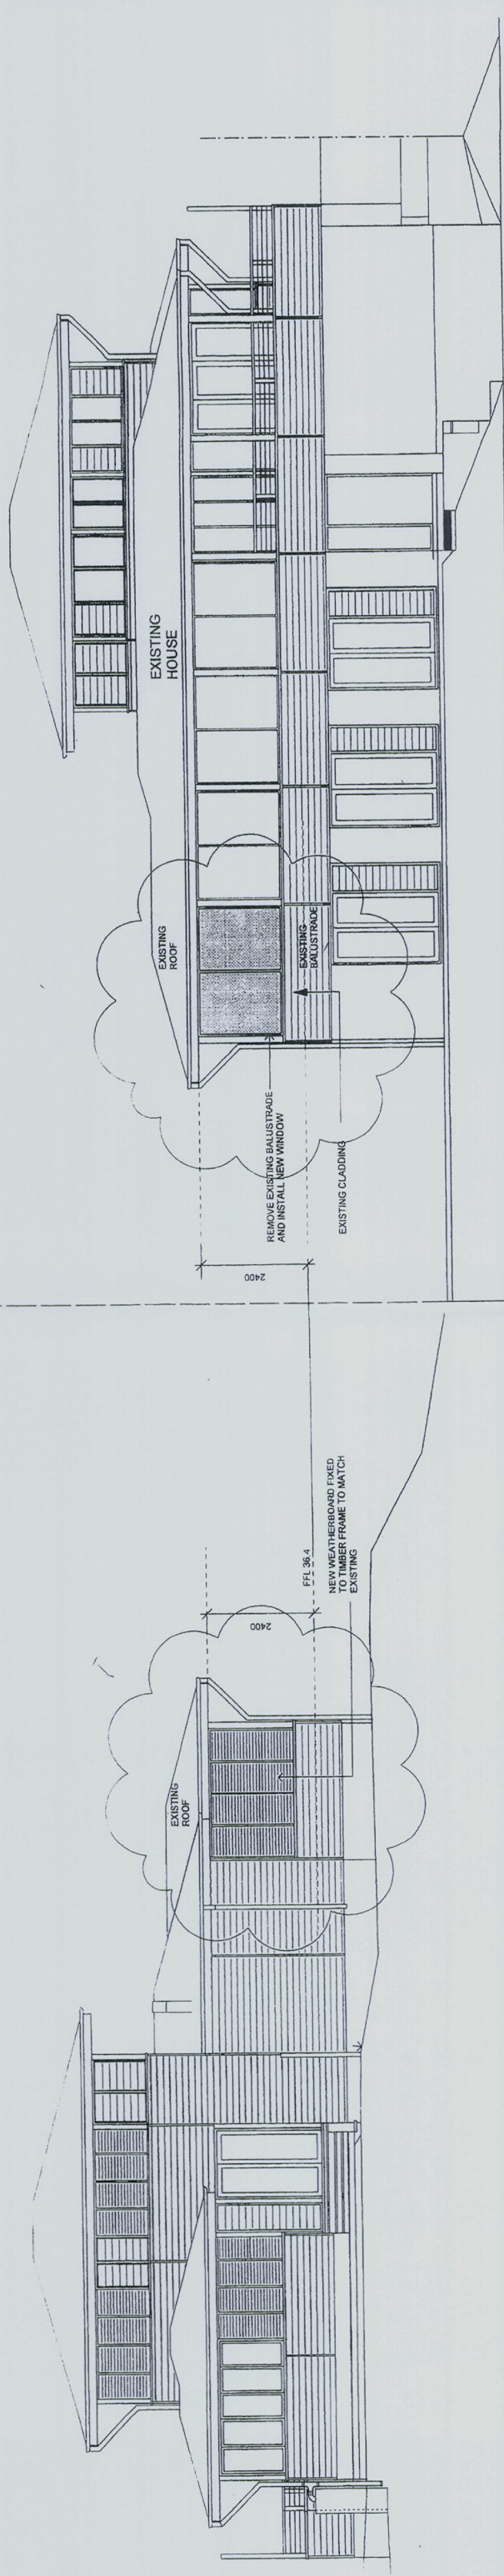 EXISTING
HOUSE
EXISTING
ROOF
EXISTING
BALUSTRADE
REMOVE EXISTING BALUSTRADE
AND INSTALL NEW WINDOW
EXISTING CLADDING
2400
FFL 36.4
2400
NEW WEATHERBOARD FIXED
TO TIMBER FRAME TO MATCH
EXISTING
EXISTING
ROOF